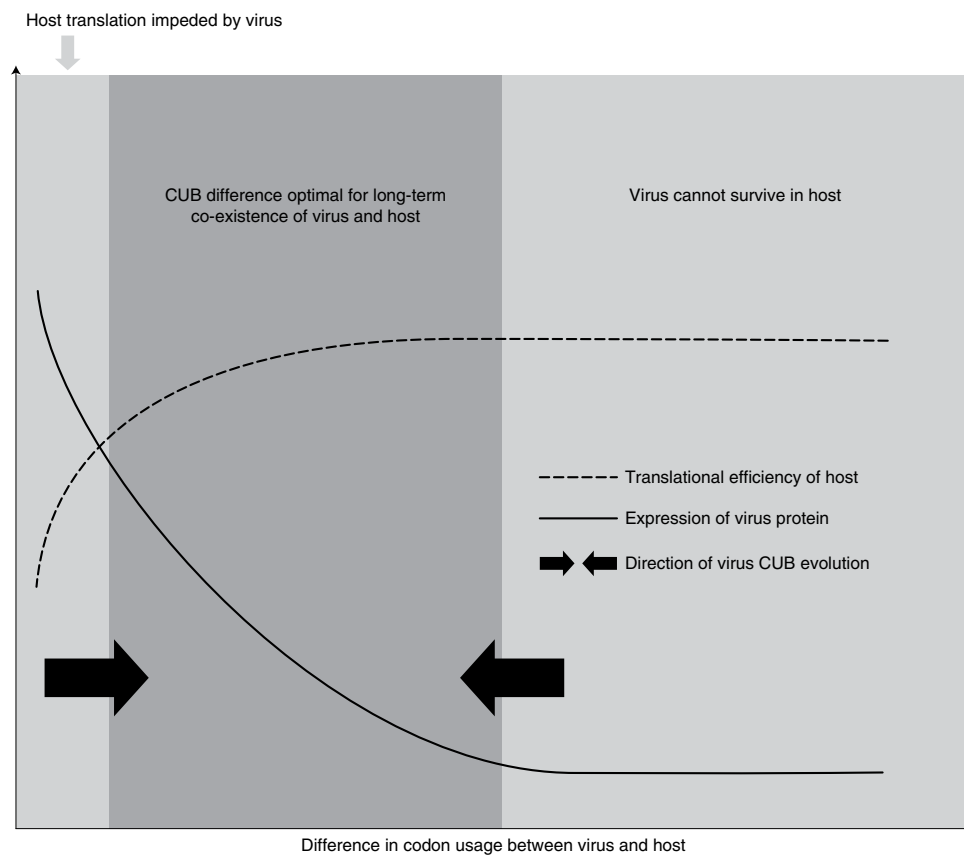 Host translation impeded by virus
CUB difference optimal for long-term
co-existence of virus and host
Virus cannot survive in host
Translational efficiency of host
Expression of virus protein
Direction of virus CUB evolution
Difference in codon usage between virus and host